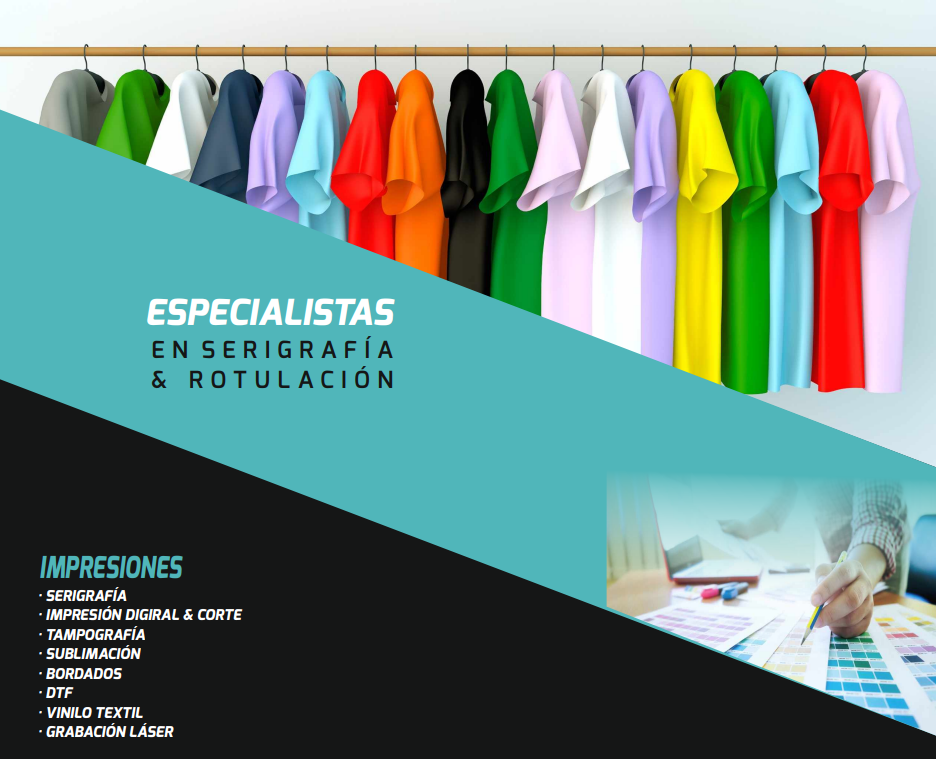 ESPECIALISTAS
EN SERIGRAFÍA
& ROTULACIÓN
IMPRESIONES
· SERIGRAFÍA
· IMPRESIÓN DIGIRAL & CORTE
· TAMPOGRAFÍA
· SUBLIMACIÓN
· BORDADOS
· DTF
· VINILO TEXTIL
· GRABACIÓN LÁSER